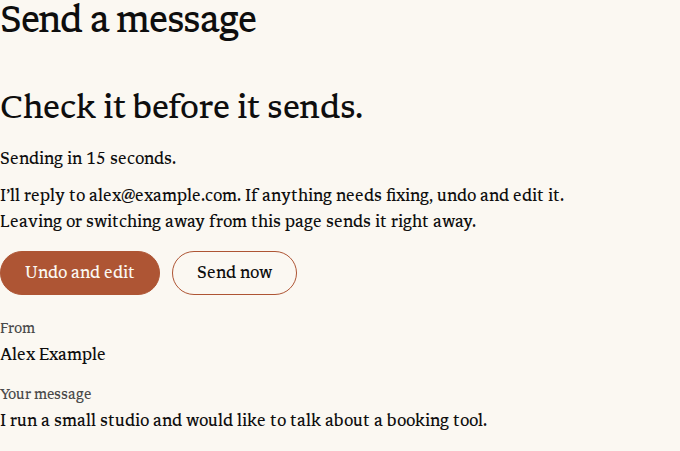 Send a message
Check it before it sends.
Sending in 15 seconds.
I’ll reply to alex@example.com. If anything needs fixing, undo and edit it.
Leaving or switching away from this page sends it right away.
Undo and edit
Send now
From
Alex Example
Your message
I run a small studio and would like to talk about a booking tool.